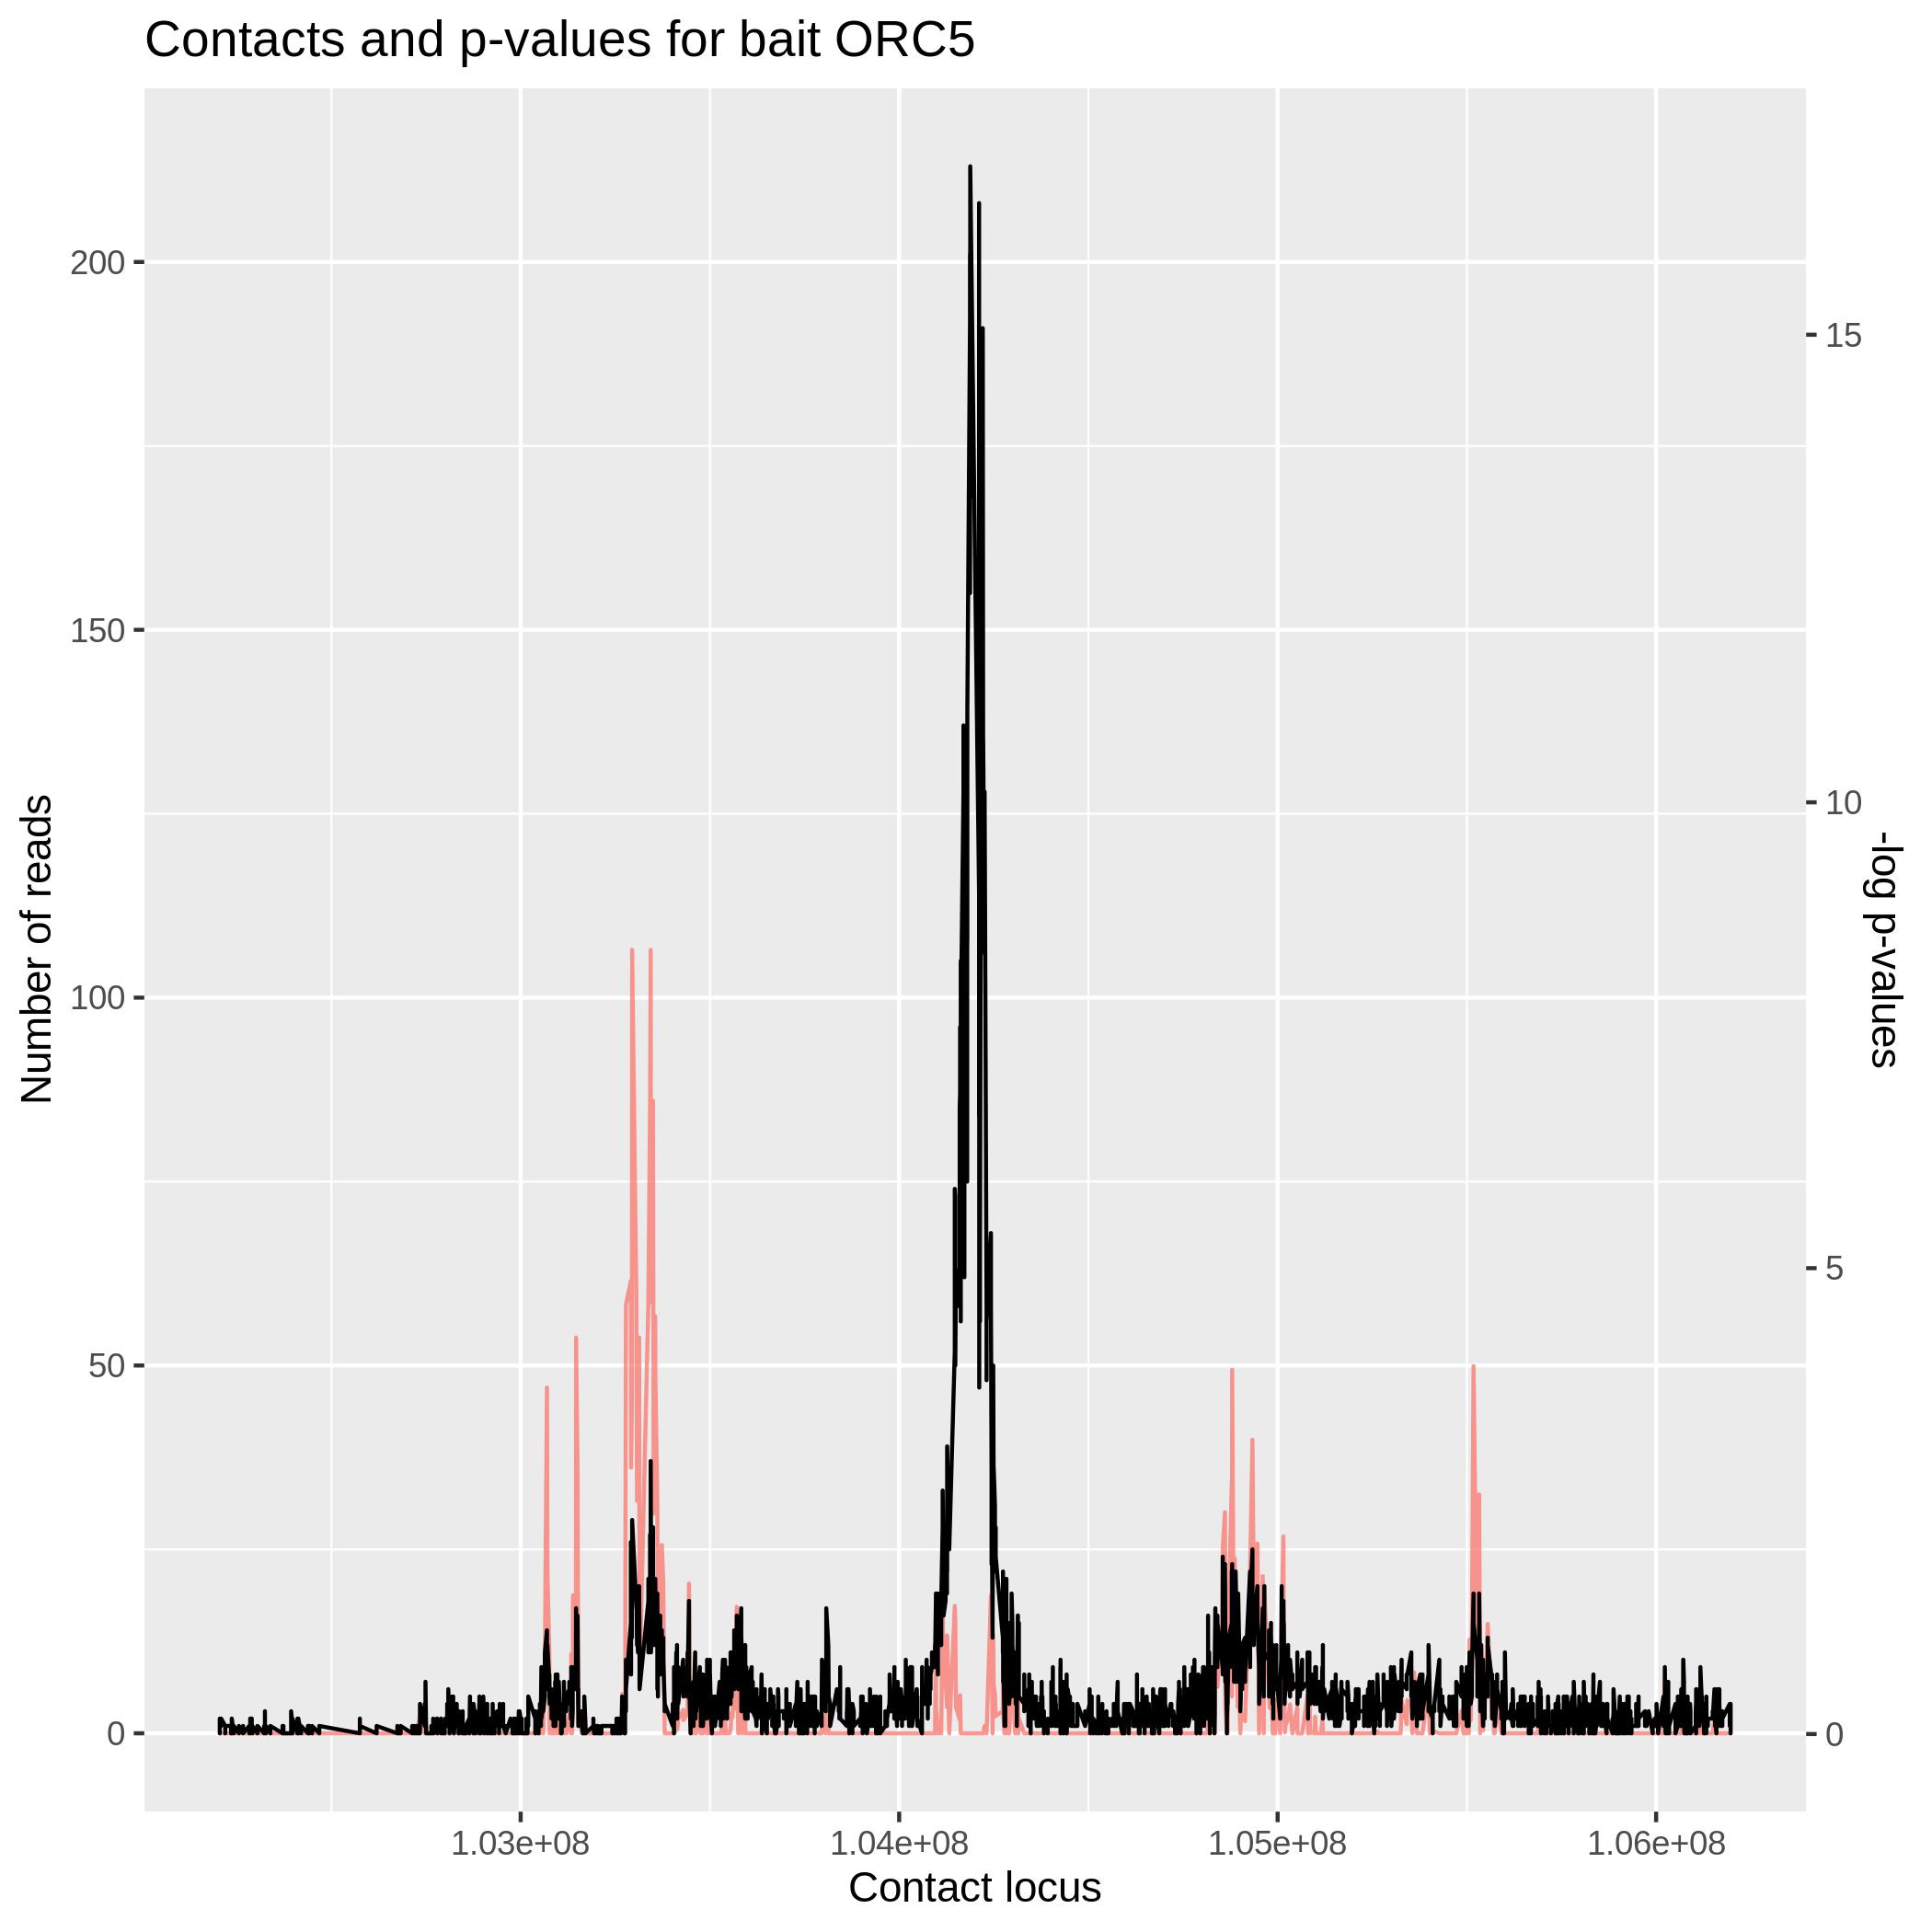 Contacts and p-values for bait ORC5
200
150
100
50
0
15
10
5
0
Number of reads
-log p-values
1.03e+08 1.04e+08 1.05e+08 1.06e+08
Contact locus